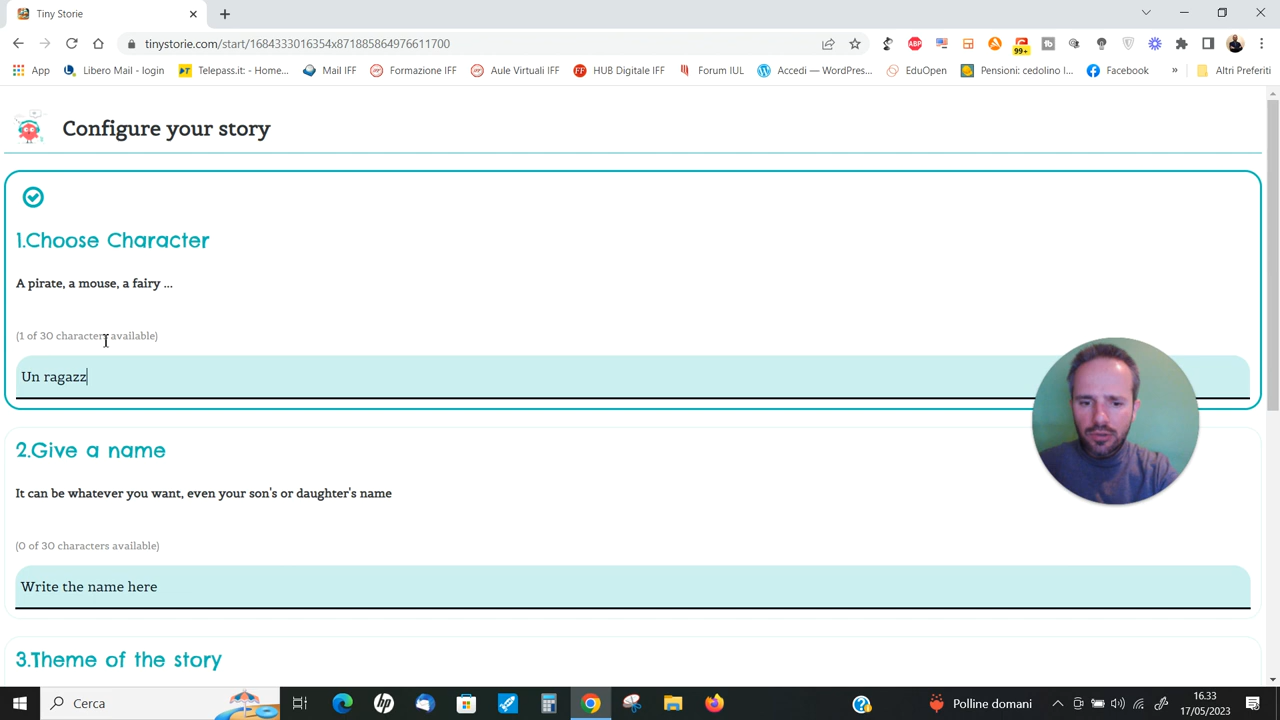 Tiny Storie
tinystorie.com/start/1684333016354x871885864976611700
ABP
99+
App
Libero Mail - login
Telepass.it: - Home...
Mail IFF
Formazione IFF
Aule Virtuali IFF
HUB Digitale IFF
Forum IUL
Accedi — WordPres...
EduOpen
Pensioni: cedolino I...
Facebook
»
Altri Preferiti
Configure your story
1.Choose Character
A pirate, a mouse, a fairy ...
(1 of 30 characters available)
Un ragazz
2.Give a name
It can be whatever you want, even your son's or daughter's name
(0 of 30 characters available)
Write the name here
3.Theme of the story
Cerca
Polline domani
16.33
17/05/2023